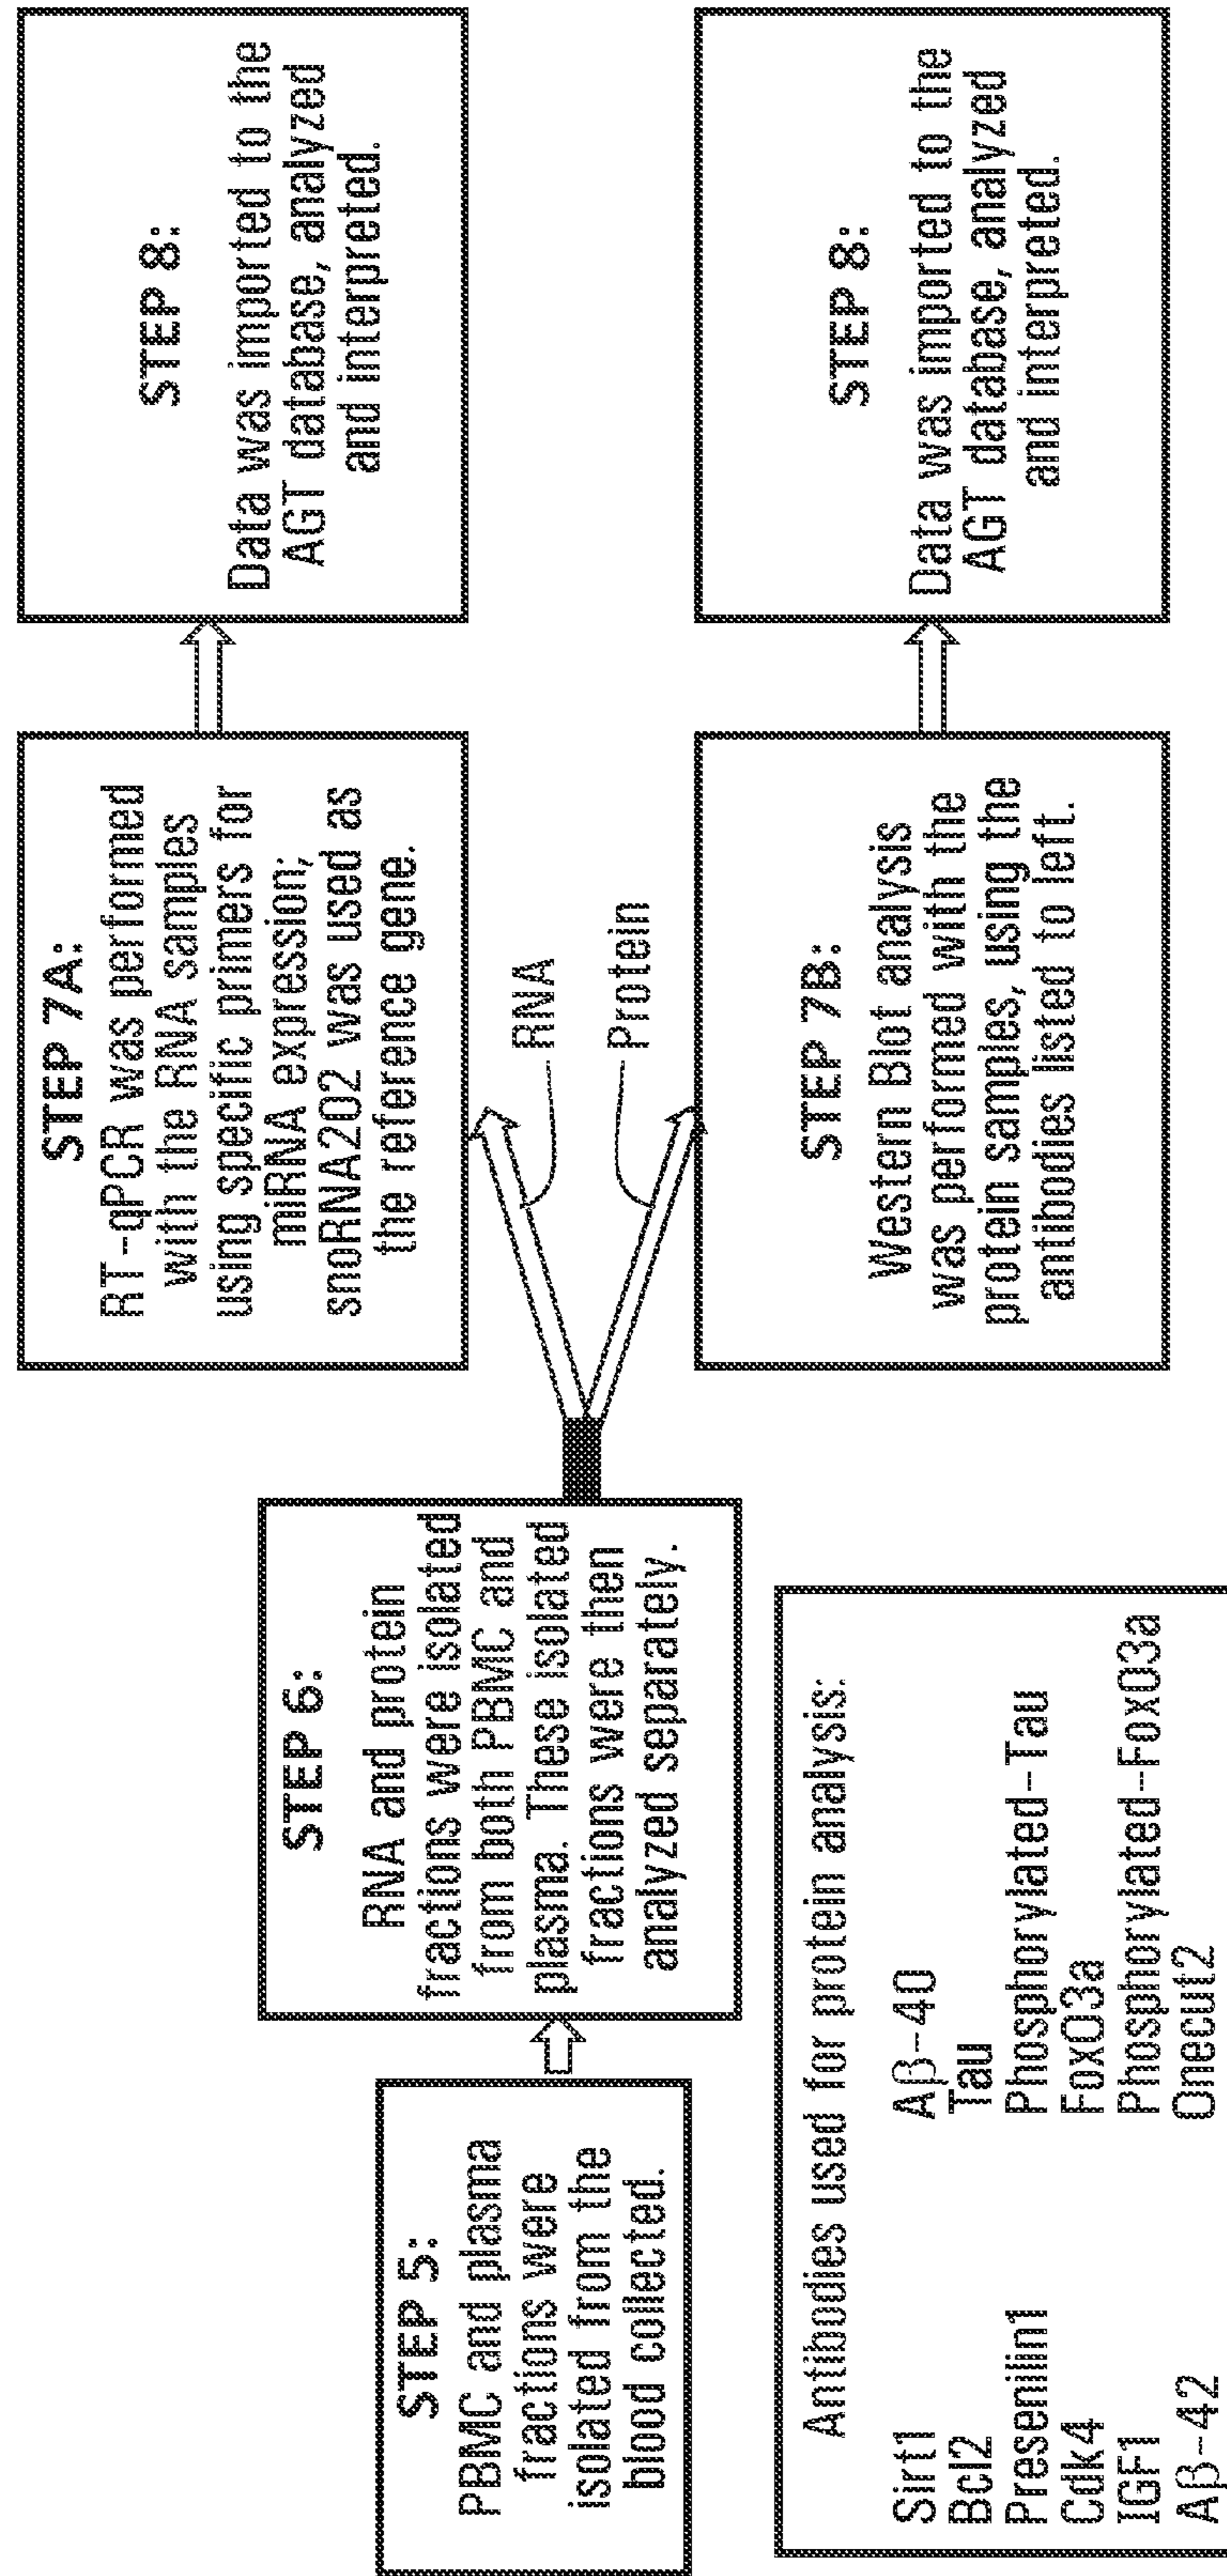 STEP 5:
PBMC and plasma
fractions were
isolated from the
blood collected.
STEP 6:
RNA and protein
fractions were isolated
from both PBMC and
plasma. These isolated
fractions were then
analyzed separately.
RNA
Protein
STEP 7A:
RT-qPCR was performed
with the RNA samples
using specific primers for
miRNA expression;
snoRNA202 was used as
the reference gene.
STEP 8:
Data was imported to the
AGT database, analyzed
and interpreted.
STEP 7B:
Western Blot analysis
was performed with the
protein samples, using the
antibodies listed to left.
STEP 8:
Data was imported to the
AGT database, analyzed
and interpreted.
Antibodies used for protein analysis:
Sirt1
Bcl2
Presenilin1
Cdk4
IGF1
Aβ-42
Aβ-40
Tau
Phosphorylated-Tau
FoxO3a
Phosphorylated-FoxO3a
Onecut2